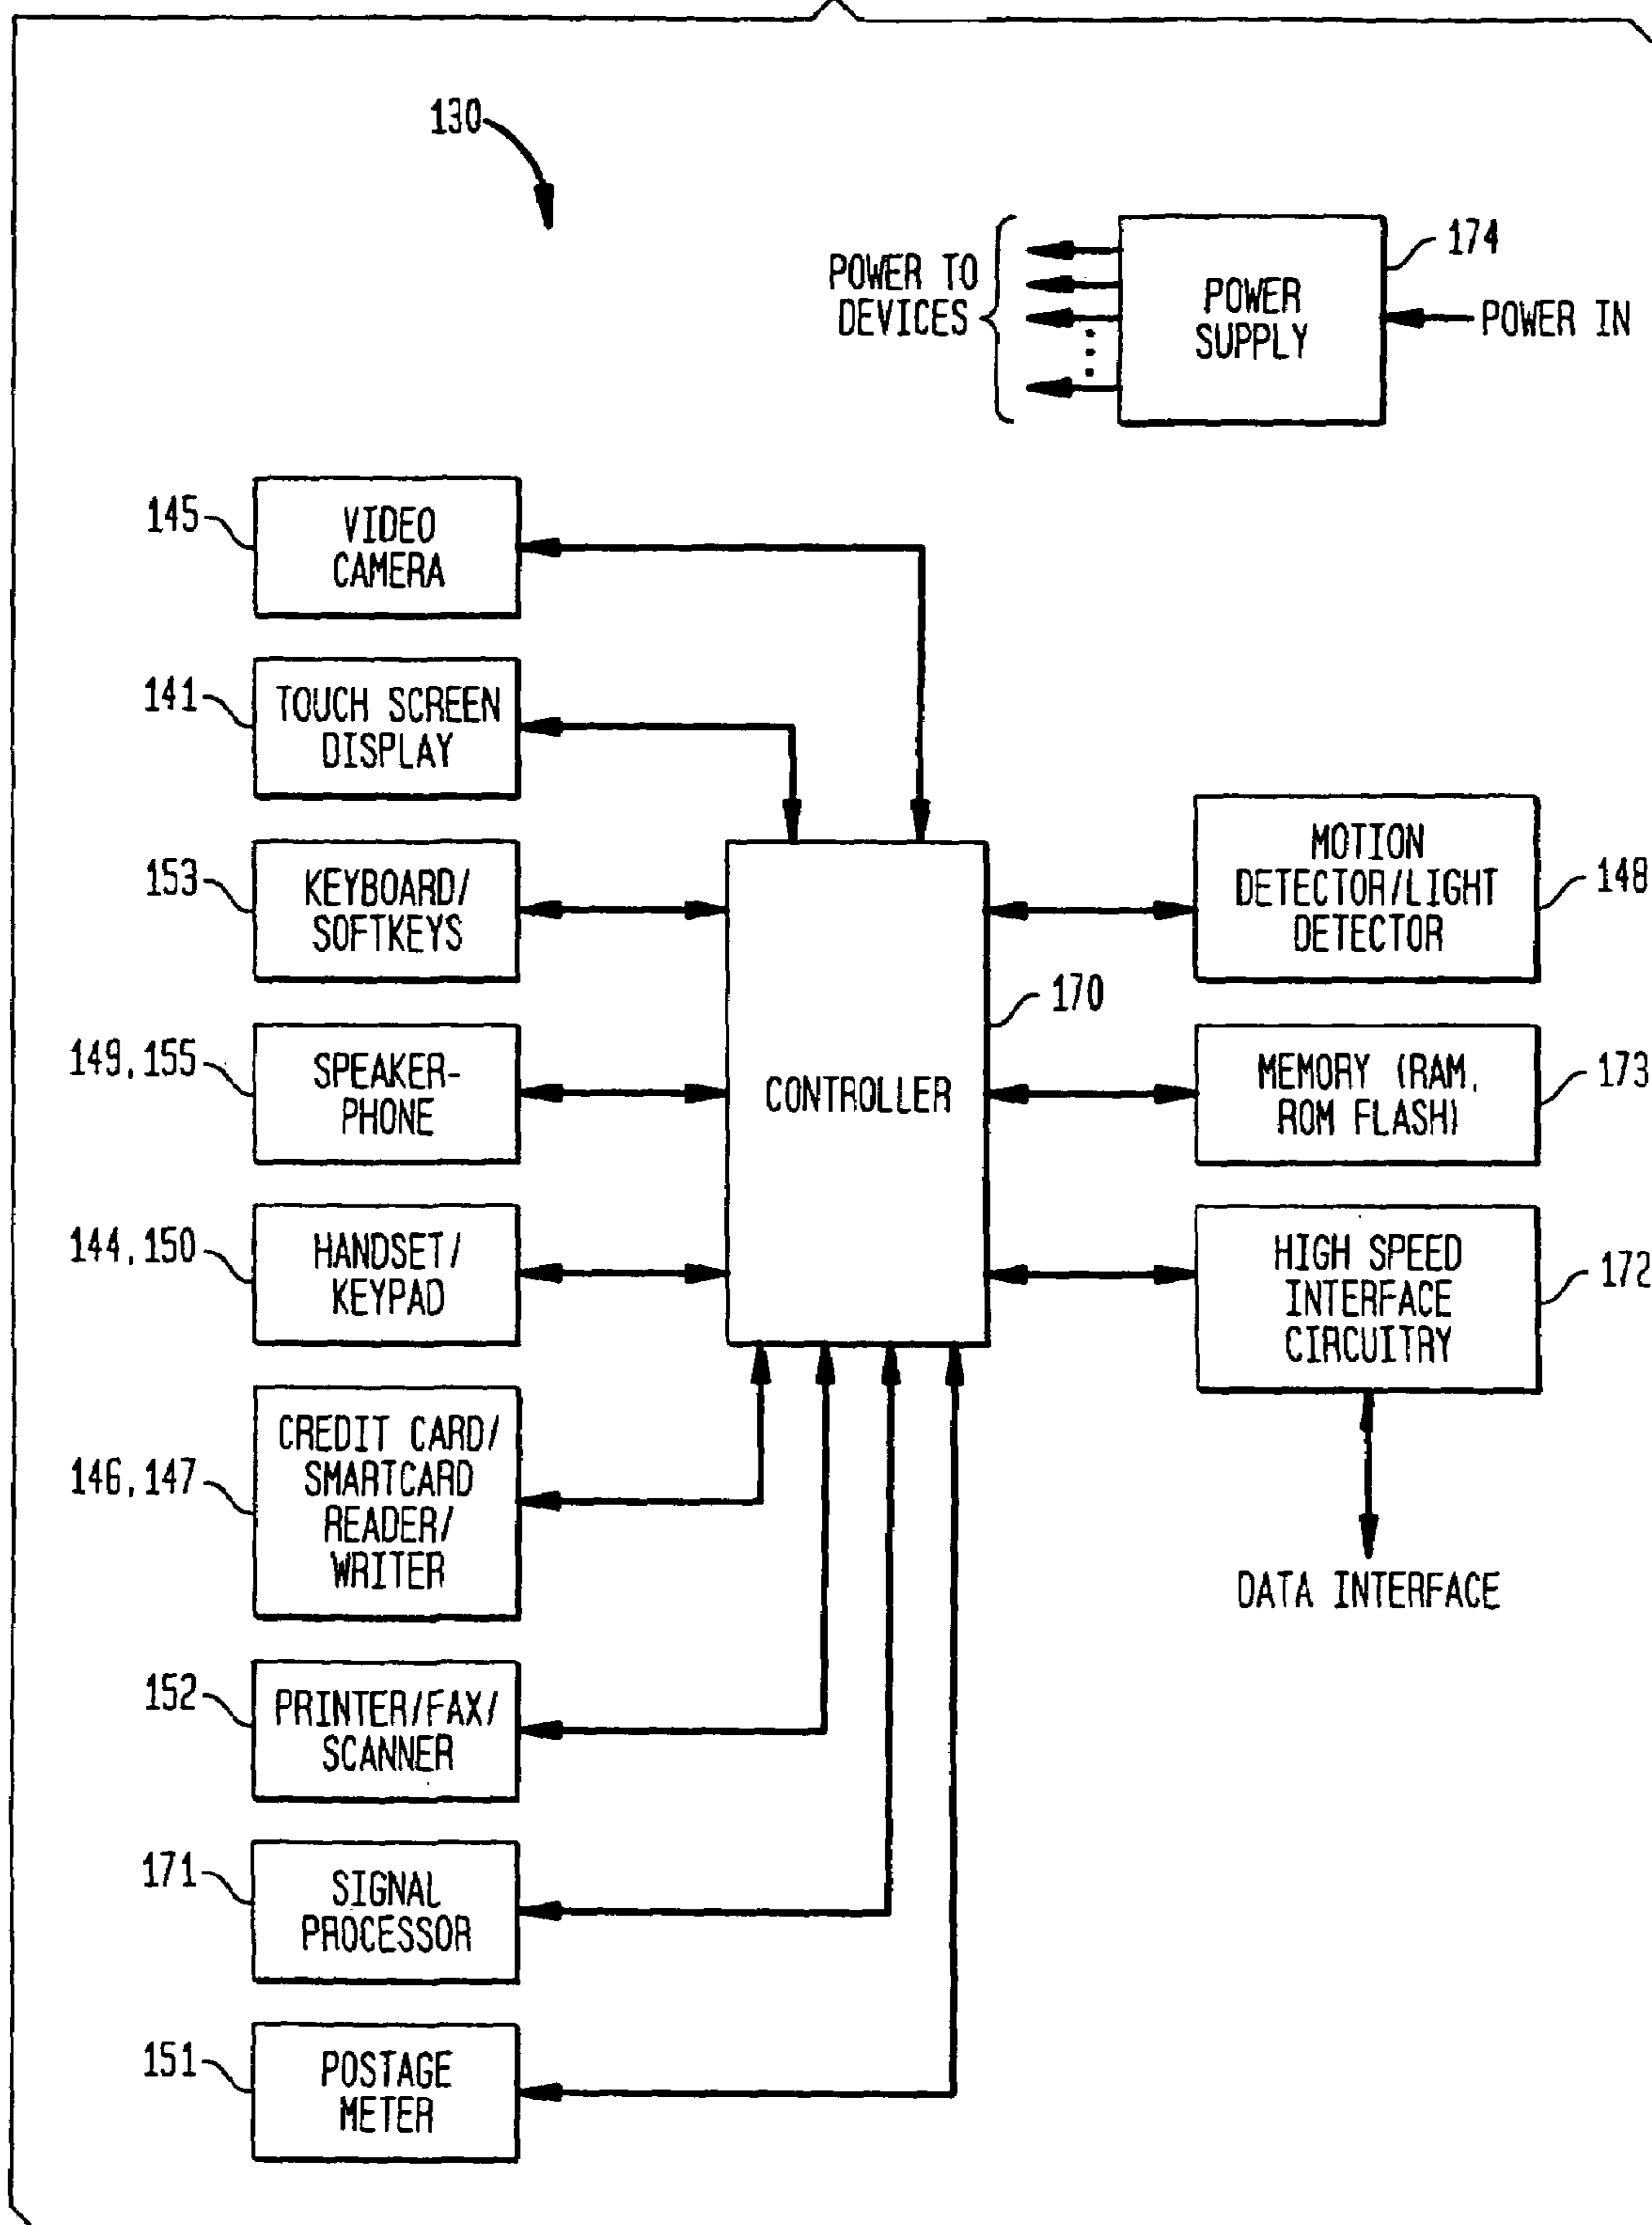 130
POWER TO
DEVICES
POWER
SUPPLY
174
POWER IN
145
VIDEO
CAMERA
141
TOUCH SCREEN
DISPLAY
153
KEYBOARD/
SOFTKEYS
149,155
SPEAKER-
PHONE
144,150
HANDSET/
KEYPAD
146,147
CREDIT CARD/
SMARTCARD
READER/
WRITER
152
PRINTER/FAX/
SCANNER
171
SIGNAL
PROCESSOR
151
POSTAGE
METER
CONTROLLER
170
MOTION
DETECTOR/LIGHT
DETECTOR
148
MEMORY (RAM,
ROM FLASH)
173
HIGH SPEED
INTERFACE
CIRCUITRY
172
DATA INTERFACE